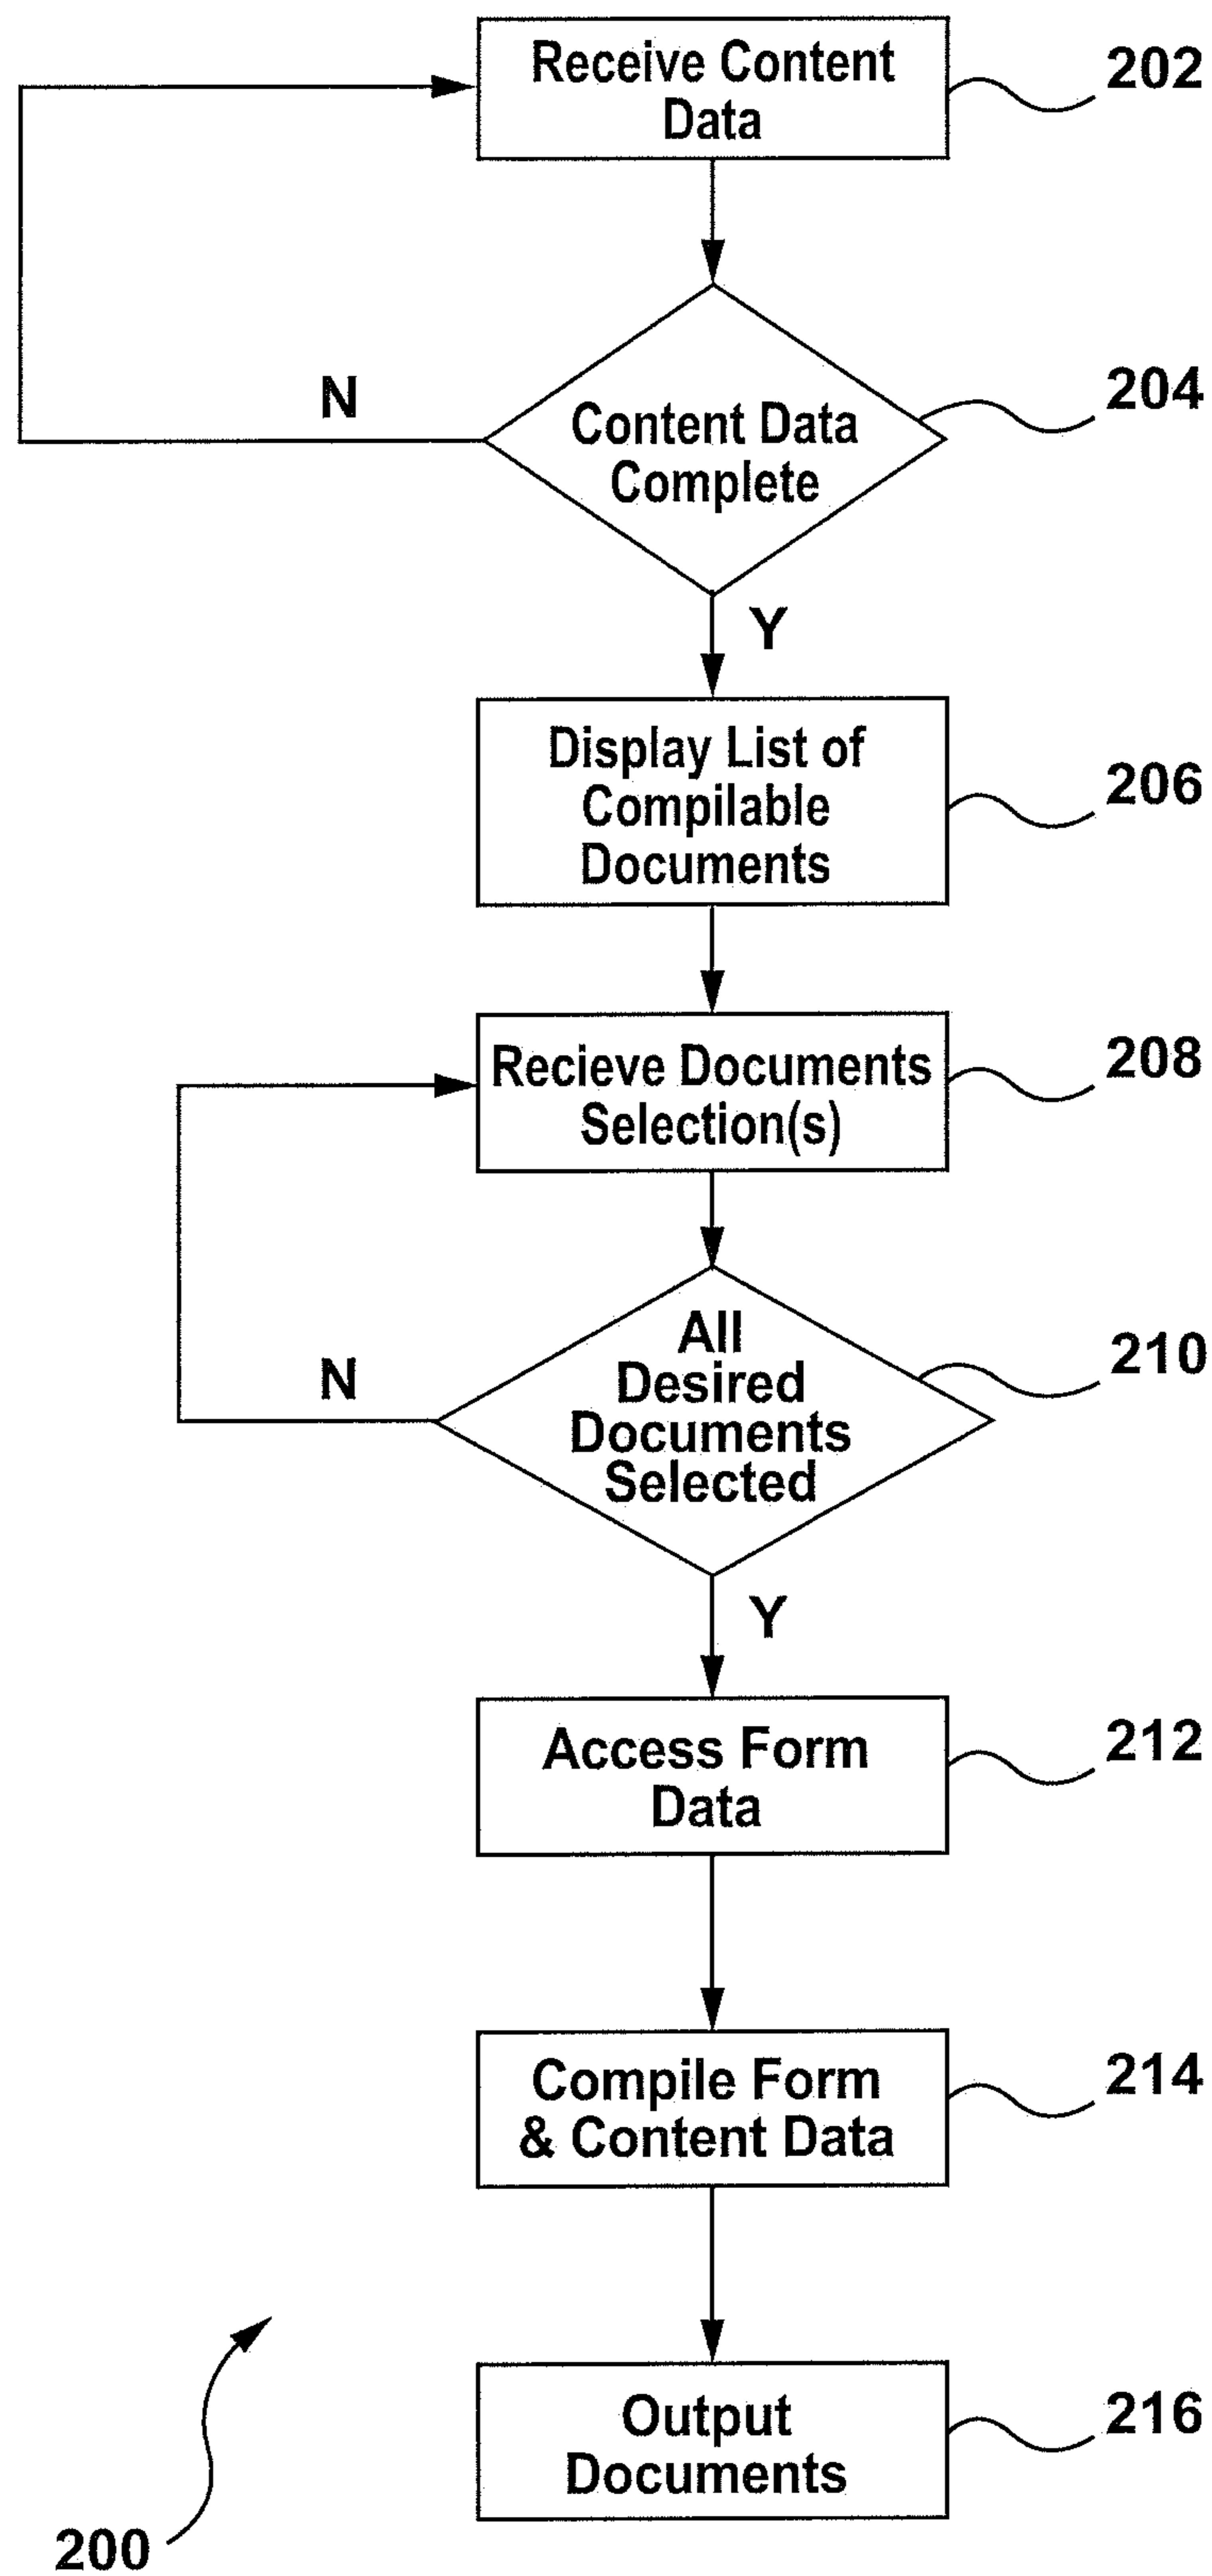 Receive Content
Data
202
N
Content Data
Complete
204
Y
Display List of
Compilable
Documents
206
Recieve Documents
Selection(s)
208
N
All
Desired
Documents
Selected
210
Y
Access Form
Data
212
Compile Form
& Content Data
214
Output
Documents
216
200